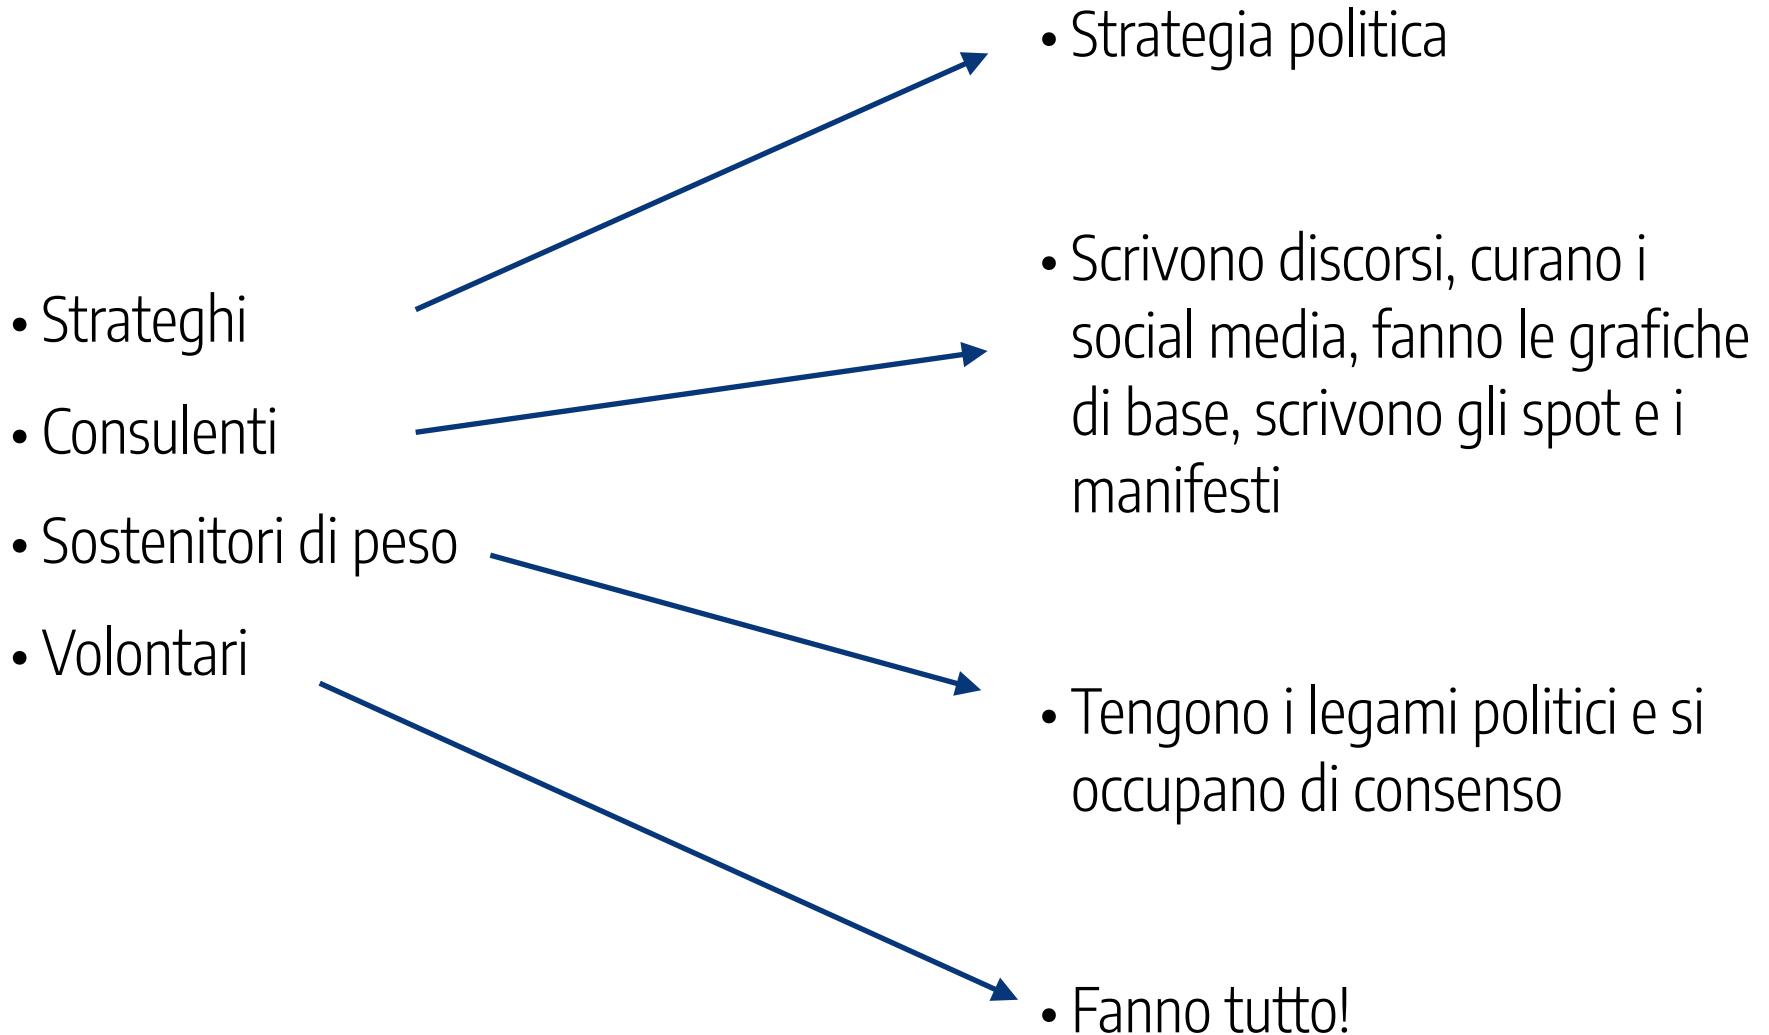 • Strateghi
• Consulenti
• Sostenitori di peso
• Volontari
• Strategia politica
• Scrivono discorsi, curano i
social media, fanno le grafiche
di base, scrivono gli spot e i
manifesti
• Tengono i legami politici e si
occupano di consenso
• Fanno tutto!